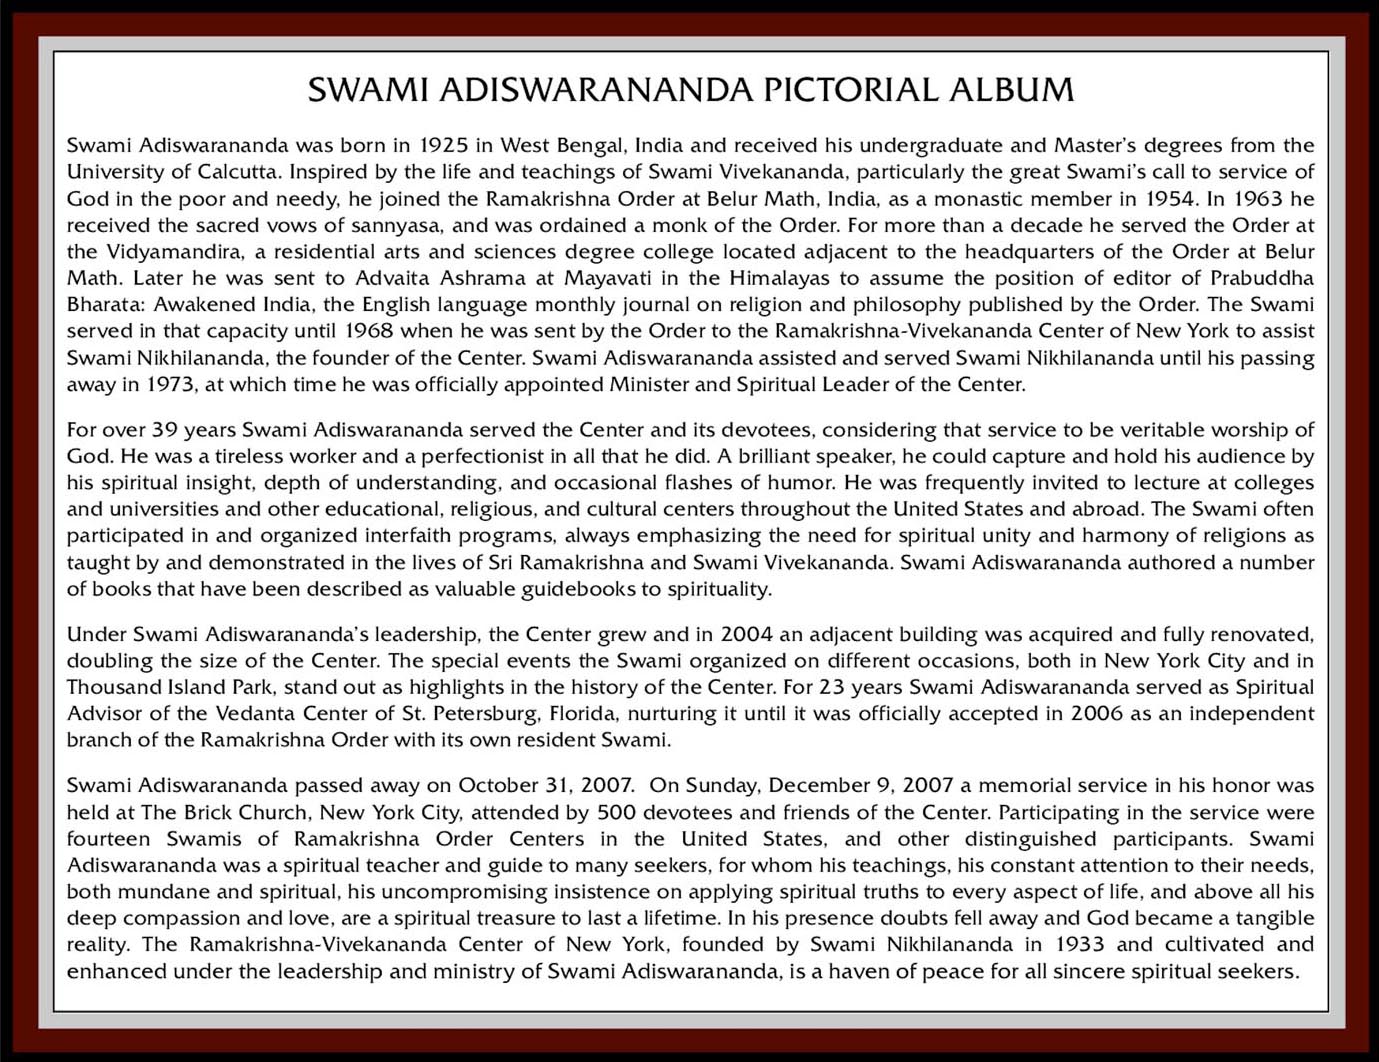 SWAMI ADISWARANANDA PICTORIAL ALBUM
Swami Adiswarananda was born in 1925 in West Bengal, India and received his undergraduate and Master's degrees from the
University of Calcutta. Inspired by the life and teachings of Swami Vivekananda, particularly the great Swami's call to service of
God in the poor and needy, he joined the Ramakrishna Order at Belur Math, India, as a monastic member in 1954. In 1963 he
received the sacred vows of sannyasa, and was ordained a monk of the Order. For more than a decade he served the Order at
the Vidyamandira, a residential arts and sciences degree college located adjacent to the headquarters of the Order at Belur
Math. Later he was sent to Advaita Ashrama at Mayavati in the Himalayas to assume the position of editor of Prabuddha
Bharata: Awakened India, the English language monthly journal on religion and philosophy published by the Order. The Swami
served in that capacity until 1968 when he was sent by the Order to the Ramakrishna-Vivekananda Center of New York to assist
Swami Nikhilananda, the founder of the Center. Swami Adiswarananda assisted and served Swami Nikhilananda until his passing
away in 1973, at which time he was officially appointed Minister and Spiritual Leader of the Center.
For over 39 years Swami Adiswarananda served the Center and its devotees, considering that service to be veritable worship of
God. He was a tireless worker and a perfectionist in all that he did. A brilliant speaker, he could capture and hold his audience by
his spiritual insight, depth of understanding, and occasional flashes of humor. He was frequently invited to lecture at colleges
and universities and other educational, religious, and cultural centers throughout the United States and abroad. The Swami often
participated in and organized interfaith programs, always emphasizing the need for spiritual unity and harmony of religions as
taught by and demonstrated in the lives of Sri Ramakrishna and Swami Vivekananda. Swami Adiswarananda authored a number
of books that have been described as valuable guidebooks to spirituality.
Under Swami Adiswarananda's leadership, the Center grew and in 2004 an adjacent building was acquired and fully renovated,
doubling the size of the Center. The special events the Swami organized on different occasions, both in New York City and in
Thousand Island Park, stand out as highlights in the history of the Center. For 23 years Swami Adiswarananda served as Spiritual
Advisor of the Vedanta Center of St. Petersburg, Florida, nurturing it until it was officially accepted in 2006 as an independent
branch of the Ramakrishna Order with its own resident Swami.
Swami Adiswarananda passed away on October 31, 2007.  On Sunday, December 9, 2007 a memorial service in his honor was
held at The Brick Church, New York City, attended by 500 devotees and friends of the Center. Participating in the service were
fourteen Swamis of Ramakrishna Order Centers in the United States, and other distinguished participants. Swami
Adiswarananda was a spiritual teacher and guide to many seekers, for whom his teachings, his constant attention to their needs,
both mundane and spiritual, his uncompromising insistence on applying spiritual truths to every aspect of life, and above all his
deep compassion and love, are a spiritual treasure to last a lifetime. In his presence doubts fell away and God became a tangible
reality. The Ramakrishna-Vivekananda Center of New York, founded by Swami Nikhilananda in 1933 and cultivated and
enhanced under the leadership and ministry of Swami Adiswarananda, is a haven of peace for all sincere spiritual seekers.